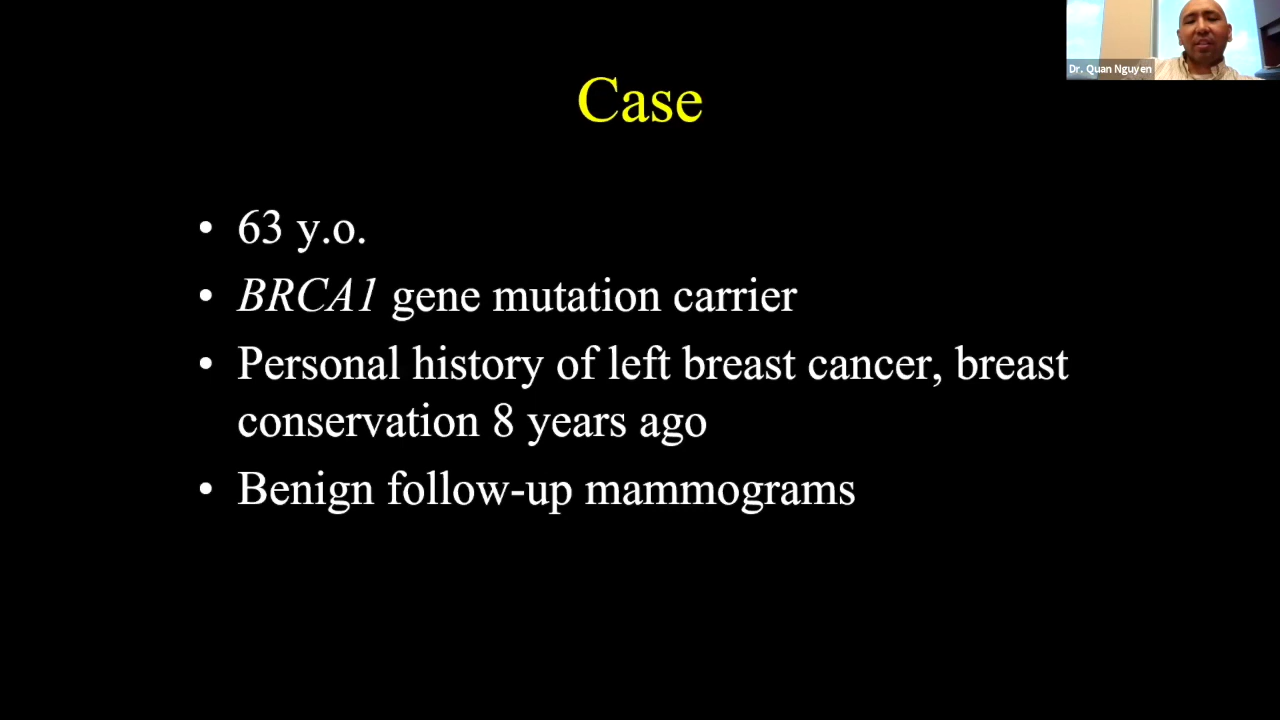 Dr. Quan Nguyen
Case
• 63 y.o.
• BRCA1 gene mutation carrier
• Personal history of left breast cancer, breast
conservation 8 years ago
• Benign follow-up mammograms